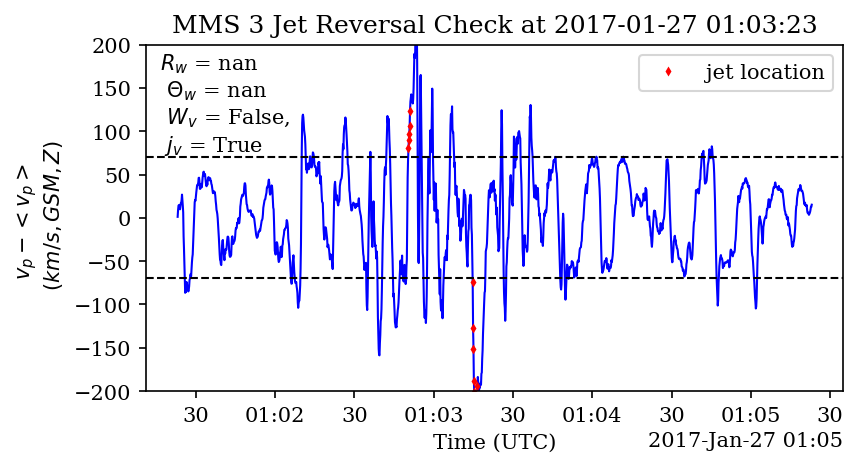 MMS 3 Jet Reversal Check at 2017-01-27 01:03:23
R_w = nan
Θ_w = nan
W_v = False,
j_v = True
jet location
v_p − < v_p >
(km/s, GSM, Z)
200
150
100
50
0
−50
−100
−150
−200
30 01:02 30 01:03 30 01:04 30 01:05 30
Time (UTC)
2017-Jan-27 01:05